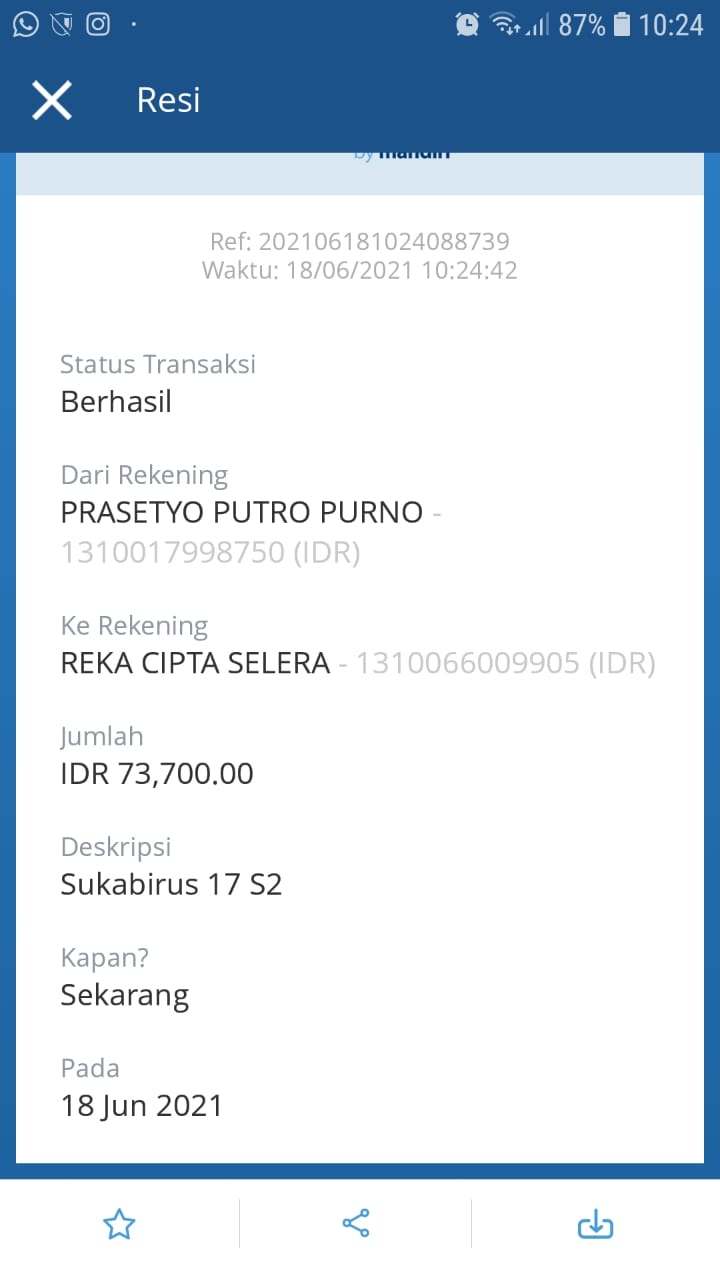 87% 10:24
Resi
by mandiri
Ref: 202106181024088739
Waktu: 18/06/2021 10:24:42
Status Transaksi
Berhasil
Dari Rekening
PRASETYO PUTRO PURNO -
1310017998750 (IDR)
Ke Rekening
REKA CIPTA SELERA - 1310066009905 (IDR)
Jumlah
IDR 73,700.00
Deskripsi
Sukabirus 17 S2
Kapan?
Sekarang
Pada
18 Jun 2021